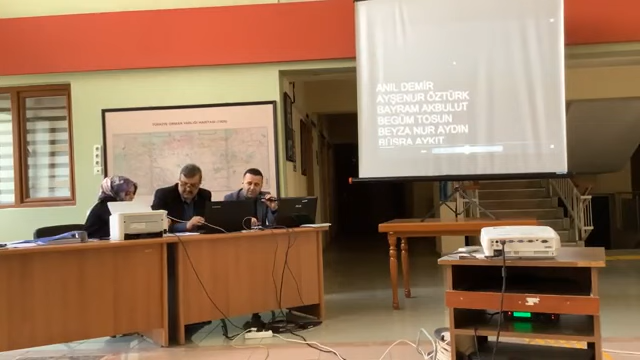 ANIL DEMİR
AYŞENUR ÖZTÜRK
BAYRAM AKBULUT
BEGÜM TOSUN
BEYZA NUR AYDIN
BÜŞRA AYKIT